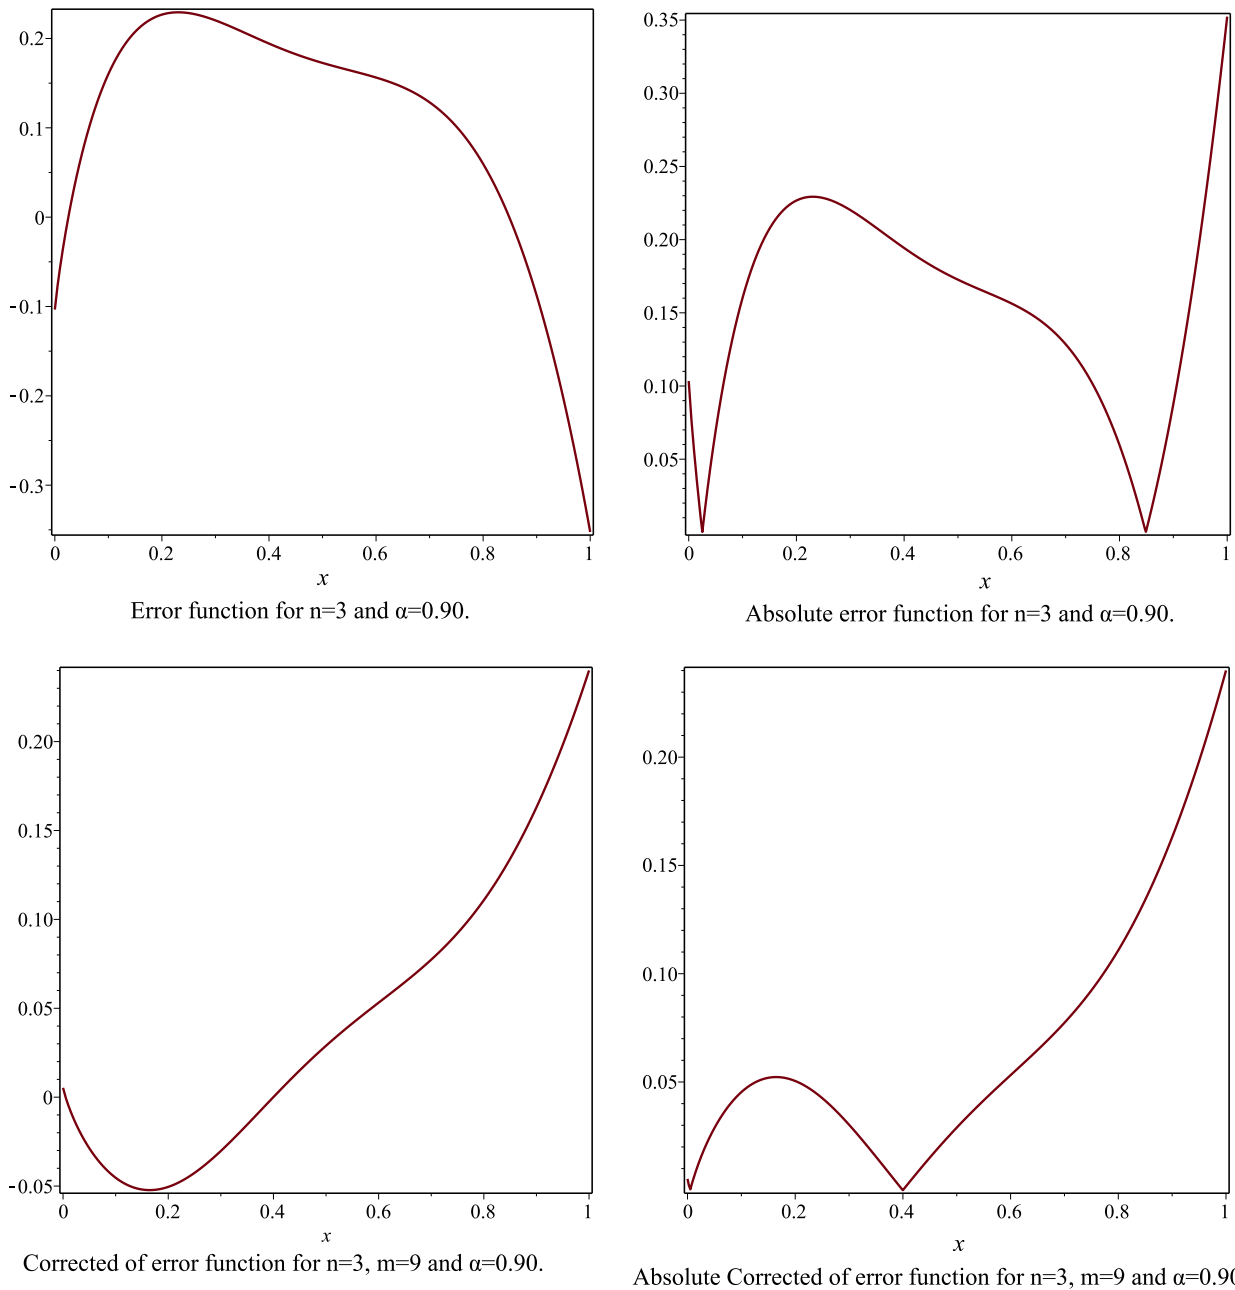 0.2
0.1
0
-0.1
-0.2
-0.3
0 0.2 0.4 0.6 0.8 1
x
Error function for n=3 and α=0.90.
0.35
0.30
0.25
0.20
0.15
0.10
0.05
0 0.2 0.4 0.6 0.8 1
x
Absolute error function for n=3 and α=0.90.
0.20
0.15
0.10
0.05
0
-0.05
0 0.2 0.4 0.6 0.8 1
x
Corrected of error function for n=3, m=9 and α=0.90.
0.20
0.15
0.10
0.05
0 0.2 0.4 0.6 0.8 1
x
Absolute Corrected of error function for n=3, m=9 and α=0.90